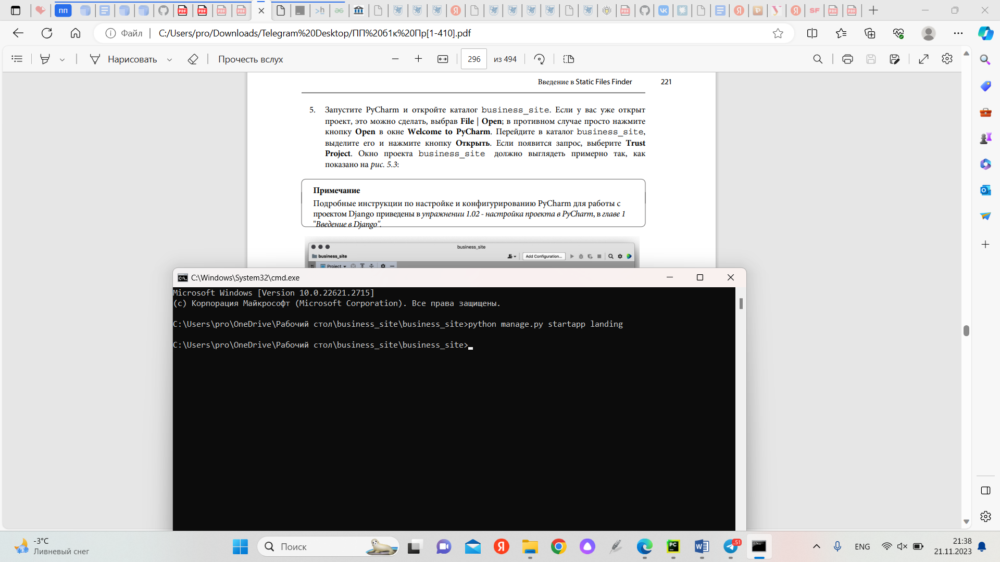 ПП
Файл
C:/Users/pro/Downloads/Telegram%20Desktop/ПП%20б1к%20Пр[1-410].pdf
Нарисовать
Прочесть вслух
296
из 494
Введение в Static Files Finder
221
5. Запустите PyCharm и откройте каталог business_site. Если у вас уже открыт
проект, это можно сделать, выбрав File | Open; в противном случае просто нажмите
кнопку Open в окне Welcome to PyCharm. Перейдите в каталог business_site,
выделите его и нажмите кнопку Открыть. Если появится запрос, выберите Trust
Project. Окно проекта business_site должно выглядеть примерно так, как
показано на рис. 5.3:
Примечание
Подробные инструкции по настройке и конфигурированию PyCharm для работы с
проектом Django приведены в упражнении 1.02 - настройка проекта в PyCharm, в главе 1
"Введение в Django".
business_site
business_site
Add Configuration...
Project
C:\Windows\System32\cmd.exe
Microsoft Windows [Version 10.0.22621.2715]
(c) Корпорация Майкрософт (Microsoft Corporation). Все права защищены.
C:\Users\pro\OneDrive\Рабочий стол\business_site\business_site>python manage.py startapp landing
C:\Users\pro\OneDrive\Рабочий стол\business_site\business_site>
-3°C
Ливневый снег
Поиск
51
ENG
21:38
21.11.2023